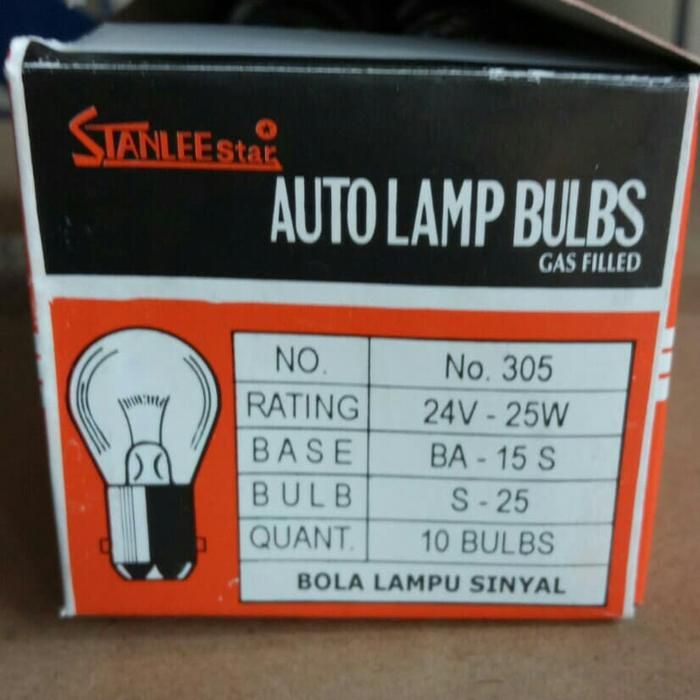 STANLEEstar
AUTO LAMP BULBS
GAS FILLED
NO. No. 305
RATING 24V - 25W
BASE BA - 15 S
BULB S - 25
QUANT. 10 BULBS
BOLA LAMPU SINYAL